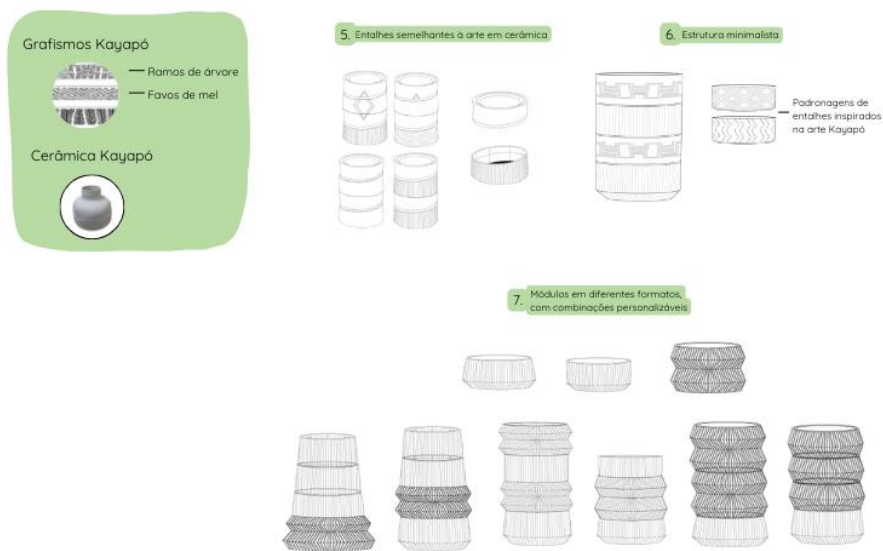 Grafismos Kayapó
Ramos de árvore
Favos de mel
Cerâmica Kayapó
5. Entalhes semelhantes à arte em cerâmica
6. Estrutura minimalista
Padronagens de
entalhes inspirados
na arte Kayapó
7. Módulos em diferentes formatos,
com combinações personalizáveis